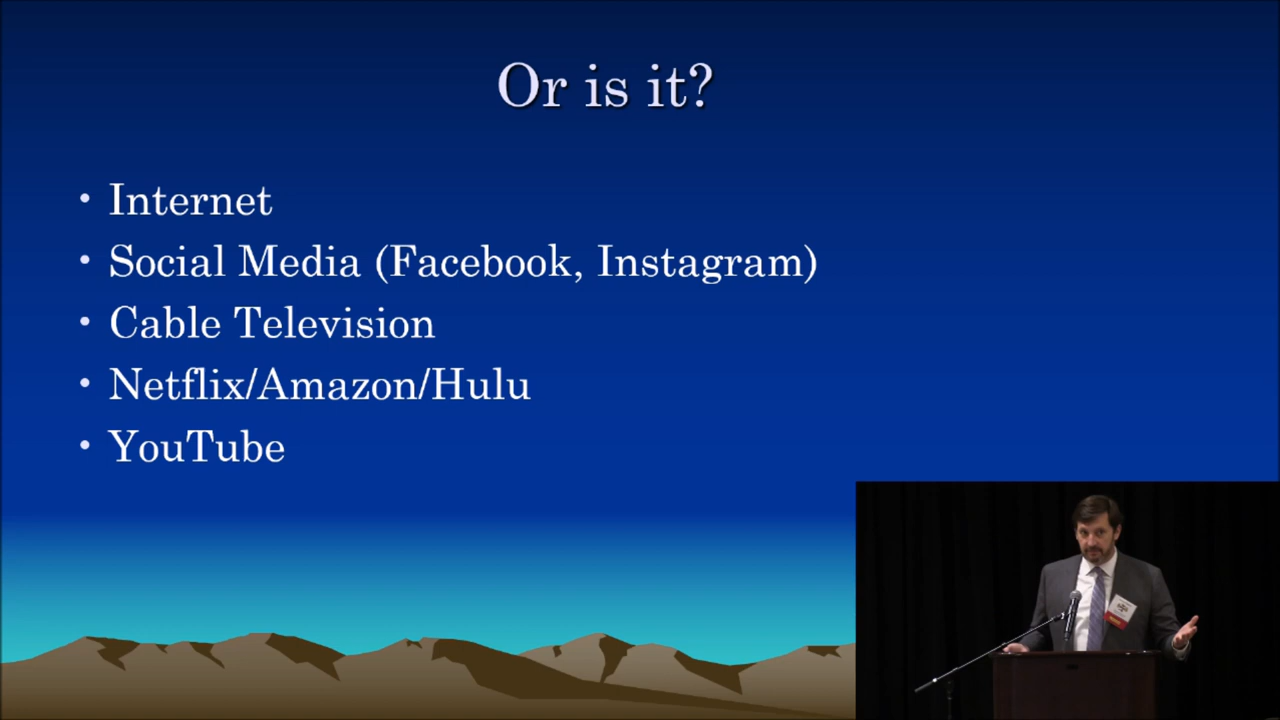 Or is it?
• Internet
• Social Media (Facebook, Instagram)
• Cable Television
• Netflix/Amazon/Hulu
• YouTube